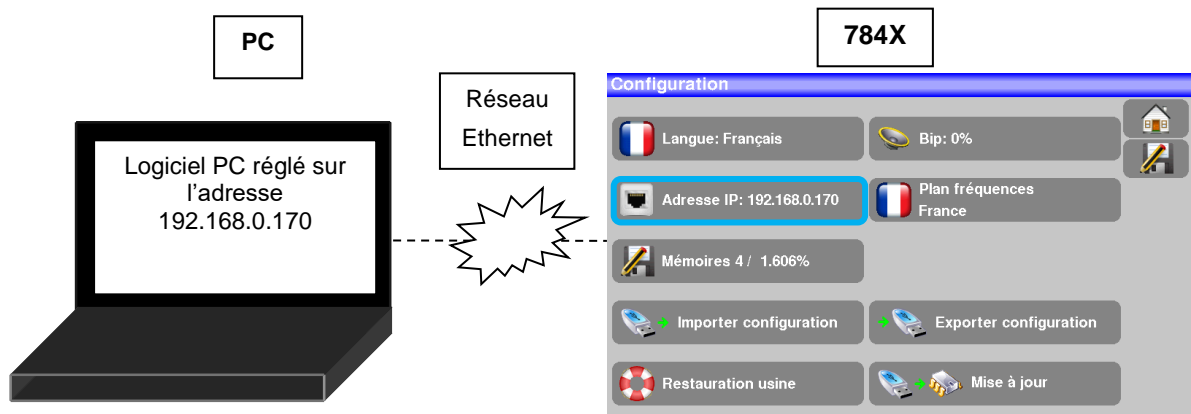 PC
784X
Réseau
Ethernet
Logiciel PC réglé sur
l'adresse
192.168.0.170
Configuration
Langue: Français
Bip: 0%
Adresse IP: 192.168.0.170
Plan fréquences
France
Mémoires 4 / 1.606%
Importer configuration
Exporter configuration
Restauration usine
Mise à jour